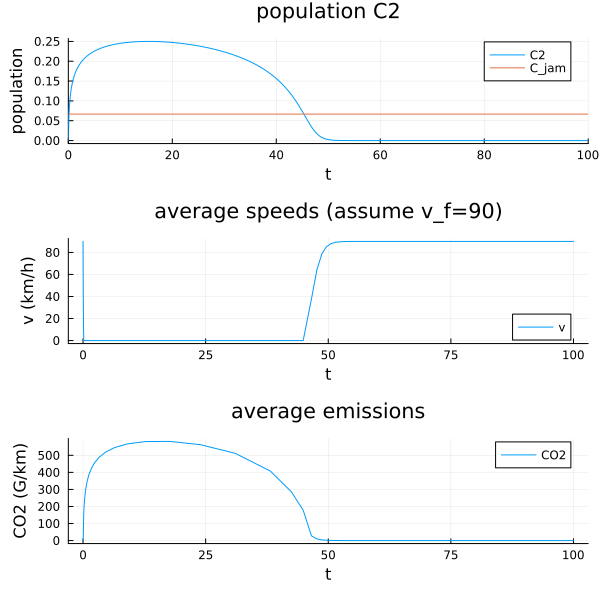 population C2
population
0.25
0.20
0.15
0.10
0.05
0.00
C2
C_jam
0 20 40 60 80 100
t
average speeds (assume v_f=90)
v (km/h)
80
60
40
20
0
v
0 25 50 75 100
t
average emissions
CO2 (G/km)
500
400
300
200
100
0
CO2
0 25 50 75 100
t